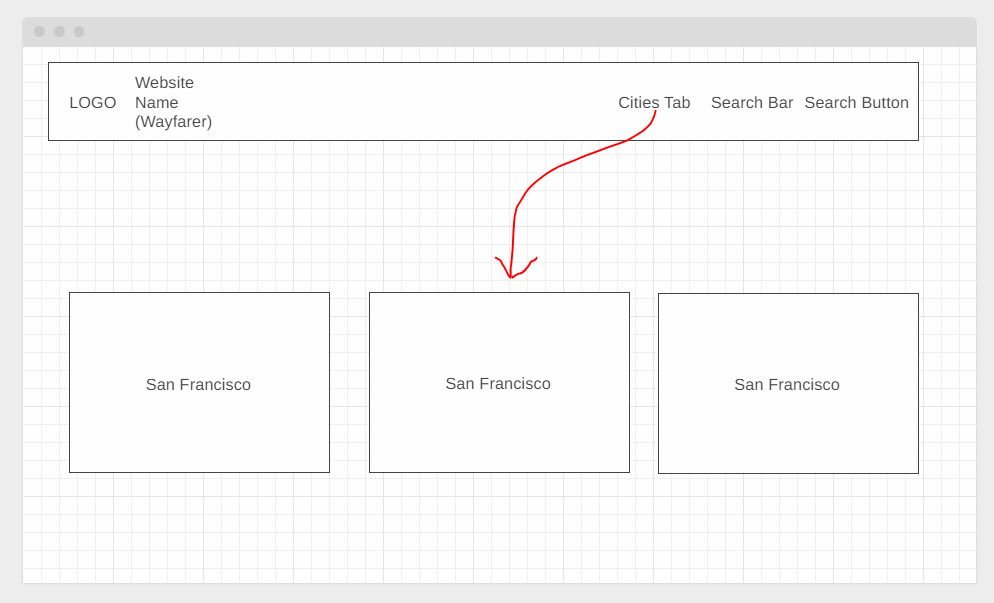 LOGO
Website
Name
(Wayfarer)
Cities Tab
Search Bar
Search Button
San Francisco
San Francisco
San Francisco